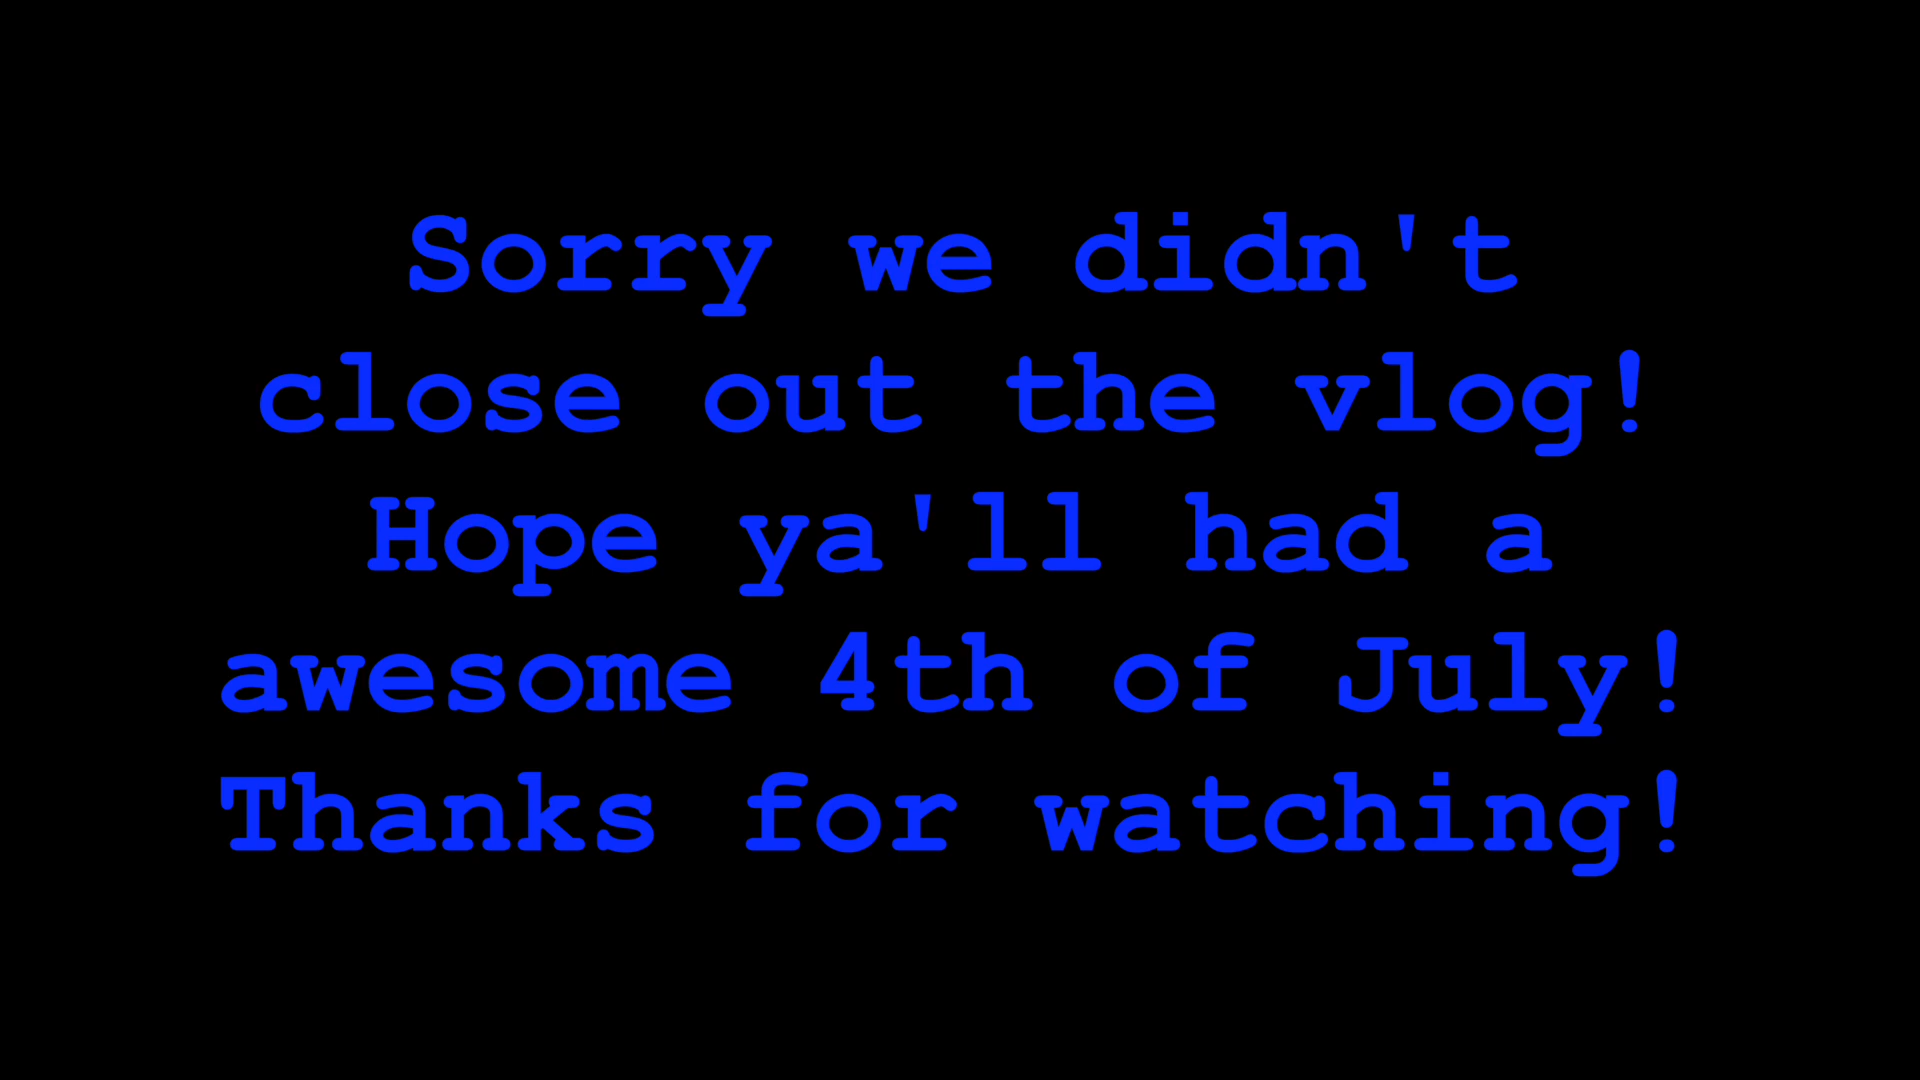 Sorry we didn't
close out the vlog!
Hope ya'll had a
awesome 4th of July!
Thanks for watching!